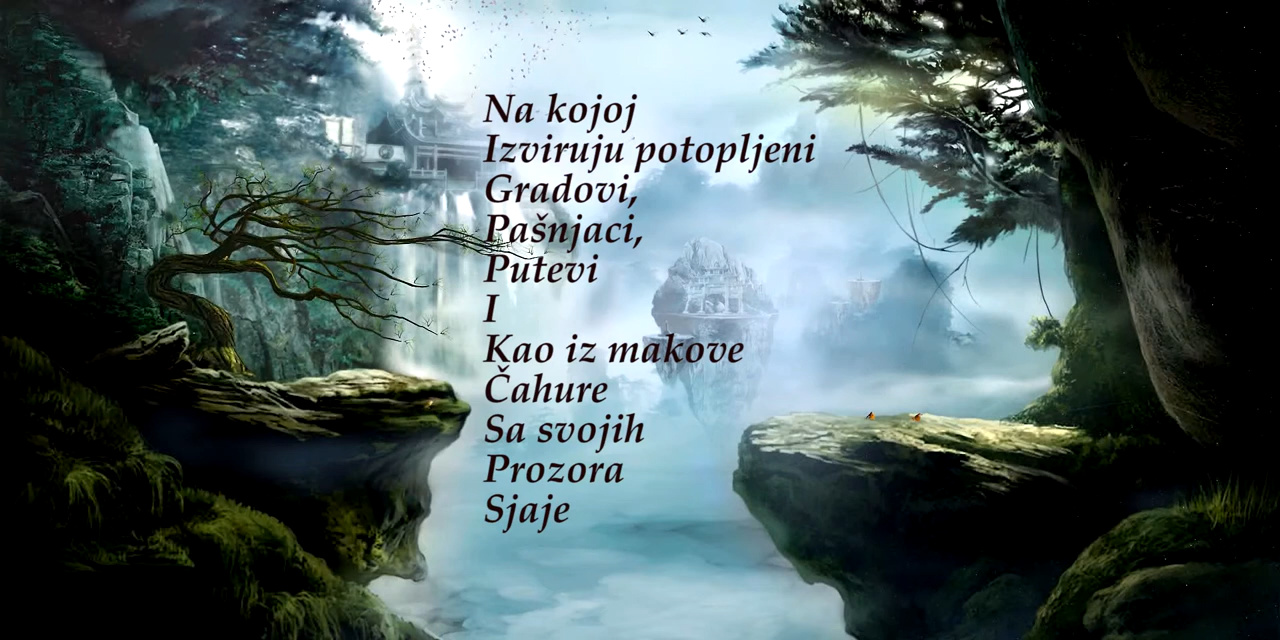 Na kojoj
Izviruju potopljeni
Gradovi,
Pašnjaci,
Putevi
I
Kao iz makove
Čahure
Sa svojih
Prozora
Sjaje